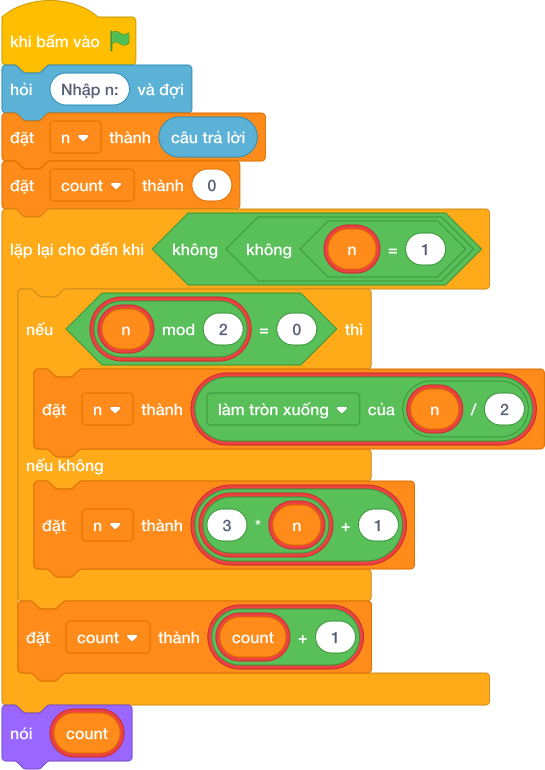 khi bấm vào
hỏi Nhập n: và đợi
đặt n thành câu trả lời
đặt count thành 0
lặp lại cho đến khi không không n = 1
nếu n mod 2 = 0 thì
đặt n thành làm tròn xuống của n / 2
nếu không
đặt n thành 3 * n + 1
đặt count thành count + 1
nói count